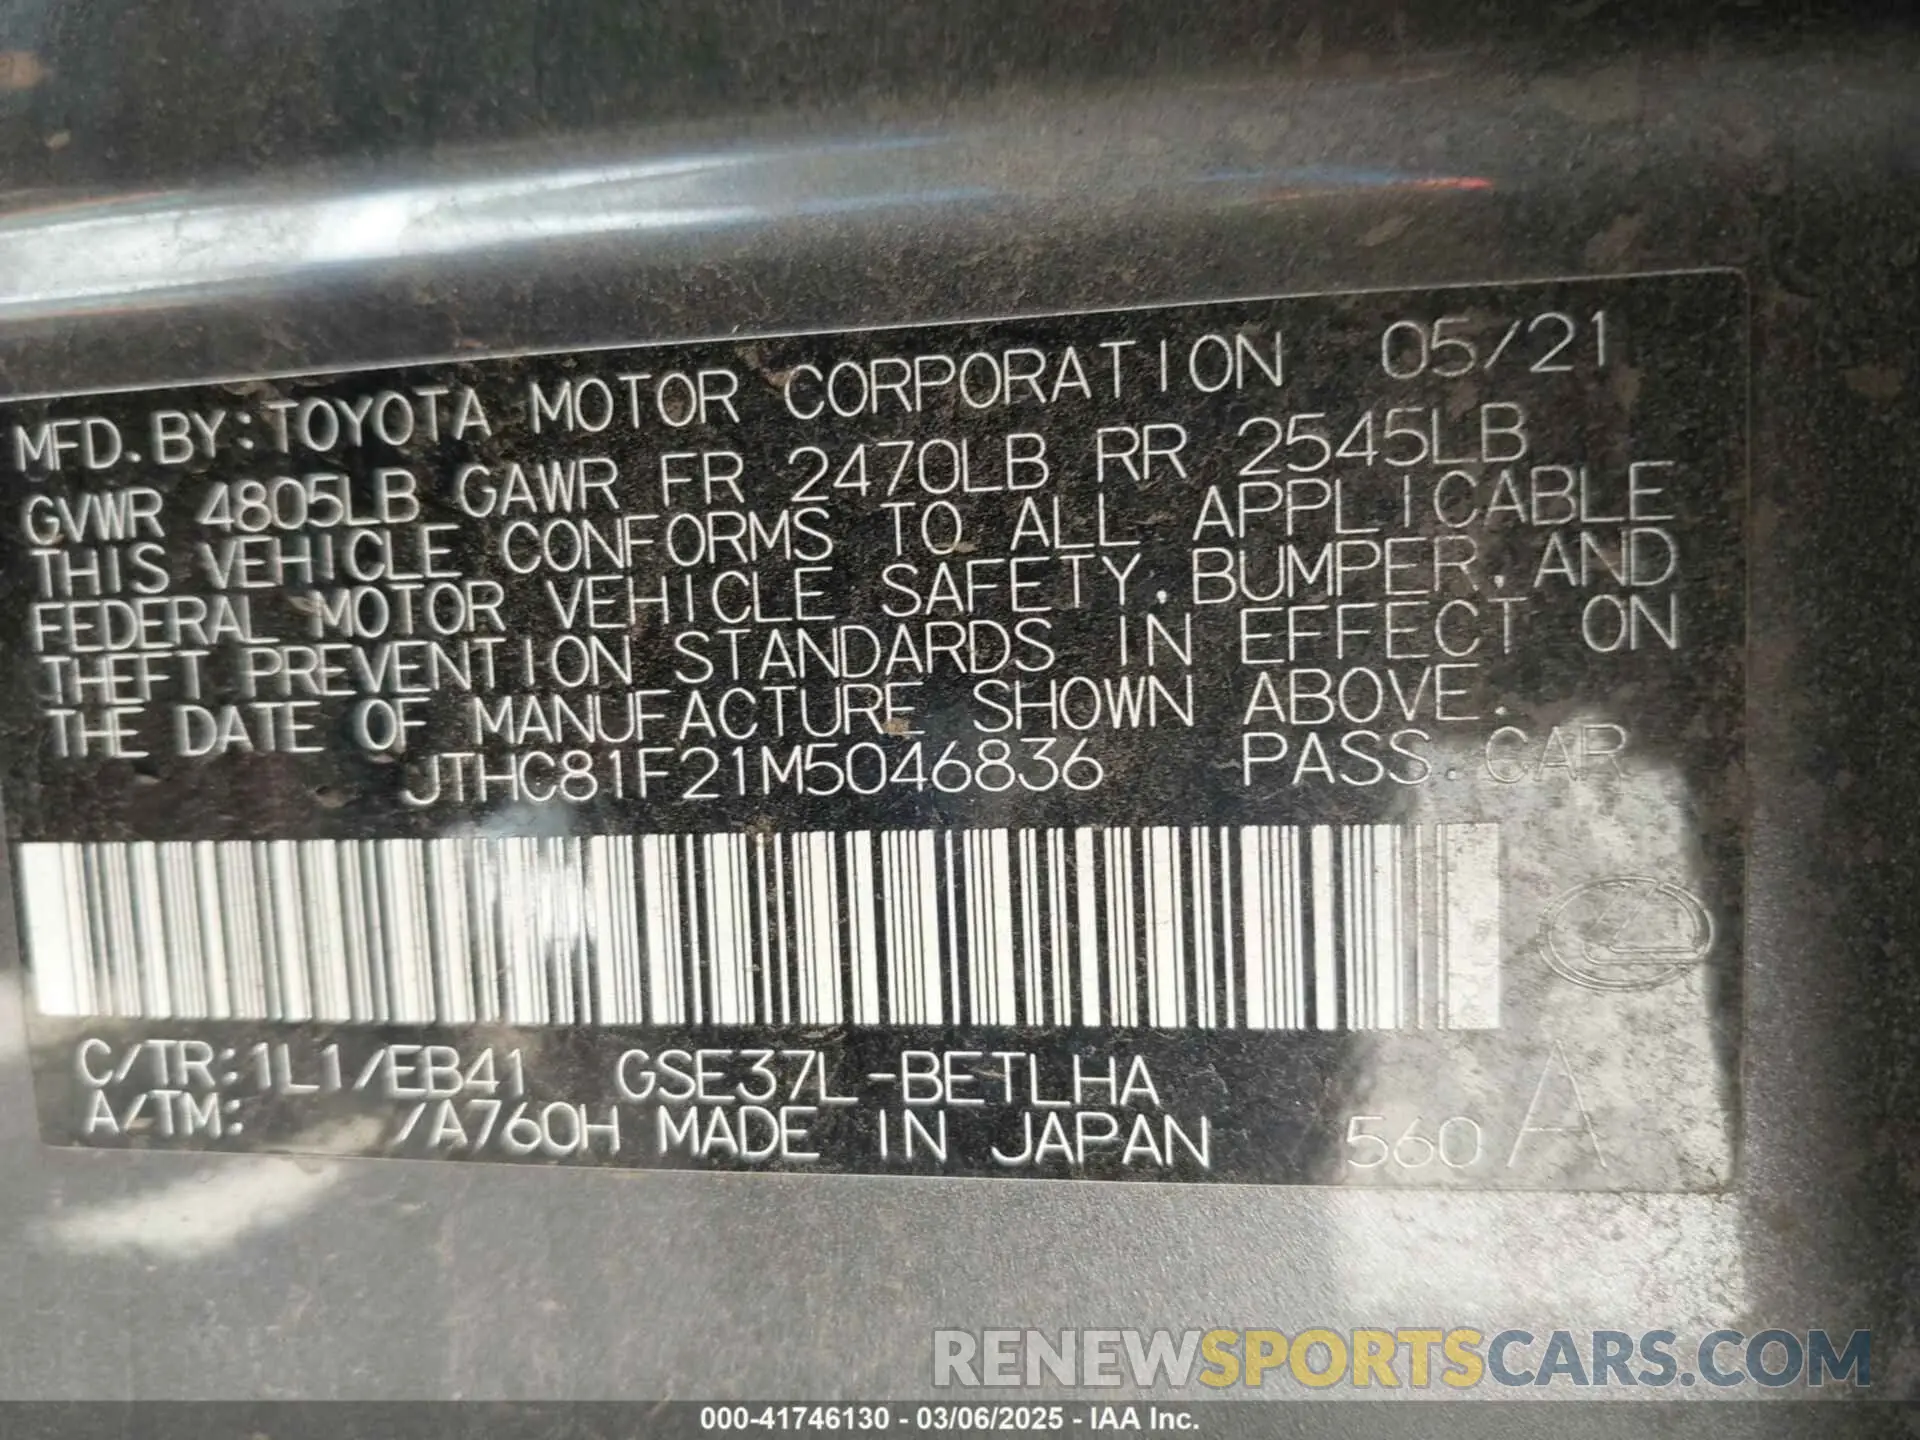 MFD. BY: TOYOTA MOTOR CORPORATION 05/21
GVWR 4805LB GAWR FR 2470LB RR 2545LB
THIS VEHICLE CONFORMS TO ALL APPLICABLE
FEDERAL MOTOR VEHICLE SAFETY, BUMPER, AND
THEFT PREVENTION STANDARDS IN EFFECT ON
THE DATE OF MANUFACTURE SHOWN ABOVE.
JTHC81F21M5046836 PASS. CAR
C/TR: 1L1/EB41 GSE37L-BETLHA
A/TM: /A760H MADE IN JAPAN 560 A
RENEWSPORTSCARS.COM
000-41746130 - 03/06/2025 - IAA Inc.